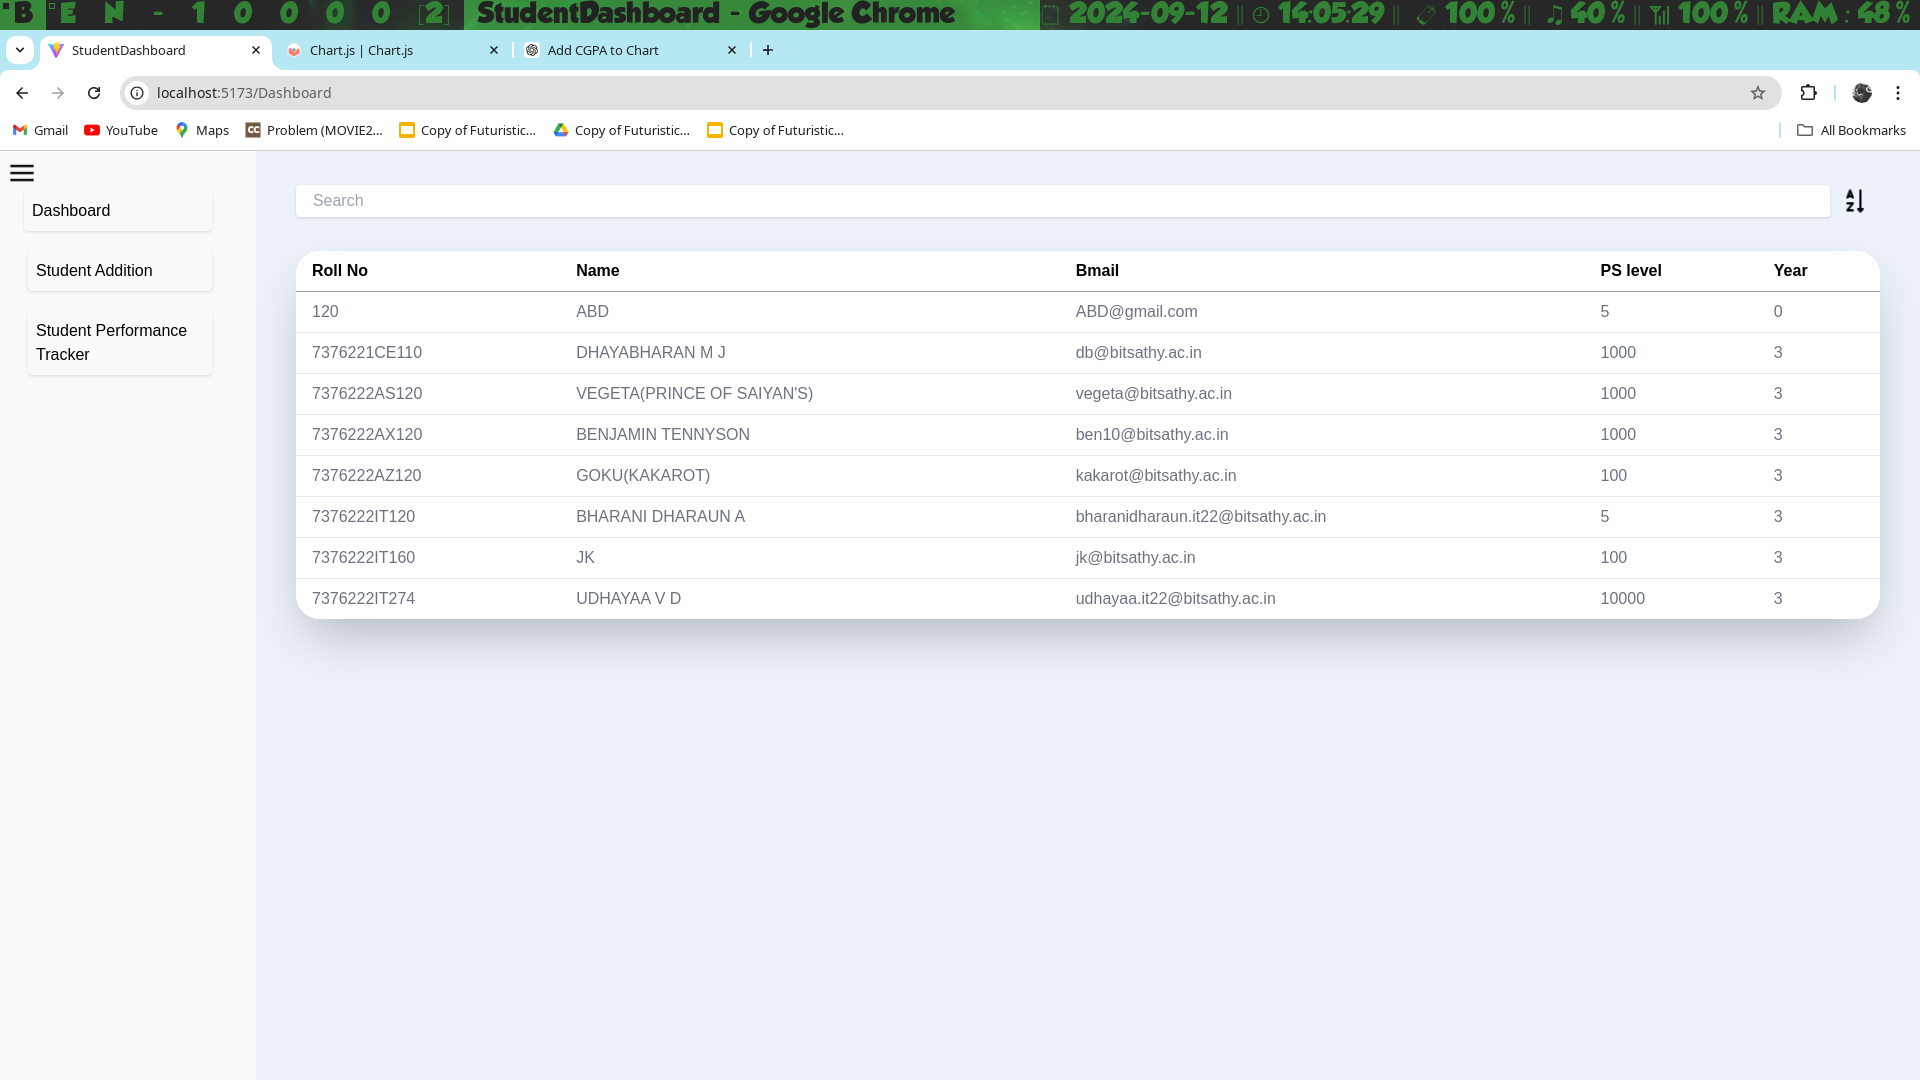 B E N - 1 0 0 0 0 [2] StudentDashboard - Google Chrome 2024-09-12 || 14:05:29 || 100 % || 40 % || 100 % || RAM : 48 %
StudentDashboard Chart.js | Chart.js Add CGPA to Chart
localhost:5173/Dashboard
Gmail YouTube Maps Problem (MOVIE2... Copy of Futuristic... Copy of Futuristic... Copy of Futuristic... All Bookmarks
Dashboard
Student Addition
Student Performance
Tracker
Search
A
Z
Roll No Name Bmail PS level Year
120 ABD ABD@gmail.com 5 0
7376221CE110 DHAYABHARAN M J db@bitsathy.ac.in 1000 3
7376222AS120 VEGETA(PRINCE OF SAIYAN'S) vegeta@bitsathy.ac.in 1000 3
7376222AX120 BENJAMIN TENNYSON ben10@bitsathy.ac.in 1000 3
7376222AZ120 GOKU(KAKAROT) kakarot@bitsathy.ac.in 100 3
7376222IT120 BHARANI DHARAUN A bharanidharaun.it22@bitsathy.ac.in 5 3
7376222IT160 JK jk@bitsathy.ac.in 100 3
7376222IT274 UDHAYAA V D udhayaa.it22@bitsathy.ac.in 10000 3